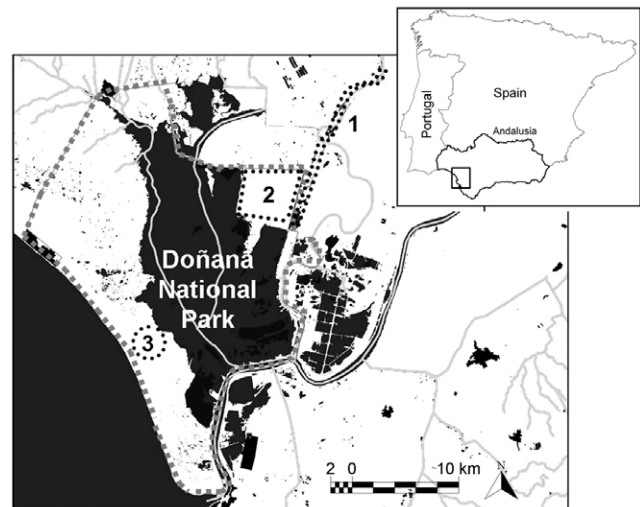 Portugal
Spain
Andalusia
1
2
Doñana
National
Park
3
2 0 10 km
N